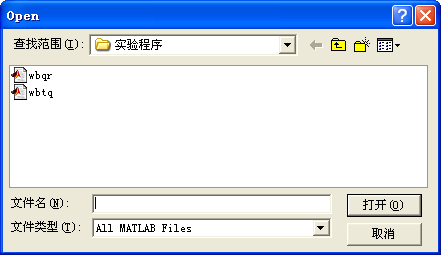 Open
查找范围(I):
实验程序
wbqr
wbtq
文件名(N):
打开(O)
文件类型(T):
All MATLAB Files
取消